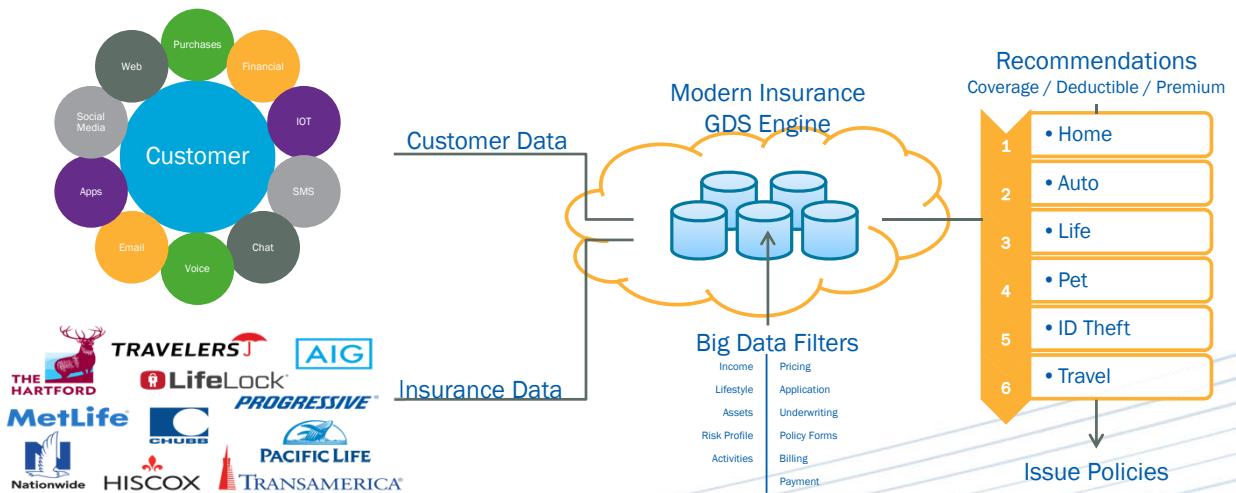 Purchases
Web
Financial
Social
Media
IOT
Customer
Apps
SMS
Email
Chat
Voice
THE
HARTFORD
TRAVELERS
AIG
LifeLock®
MetLife®
CHUBB
PROGRESSIVE®
Nationwide
HISCOX
PACIFIC LIFE
TRANSAMERICA®
Customer Data
Insurance Data
Modern Insurance
GDS Engine
Big Data Filters
Income Pricing
Lifestyle Application
Assets Underwriting
Risk Profile Policy Forms
Activities Billing
Payment
Recommendations
Coverage / Deductible / Premium
1 • Home
2 • Auto
3 • Life
4 • Pet
5 • ID Theft
6 • Travel
Issue Policies